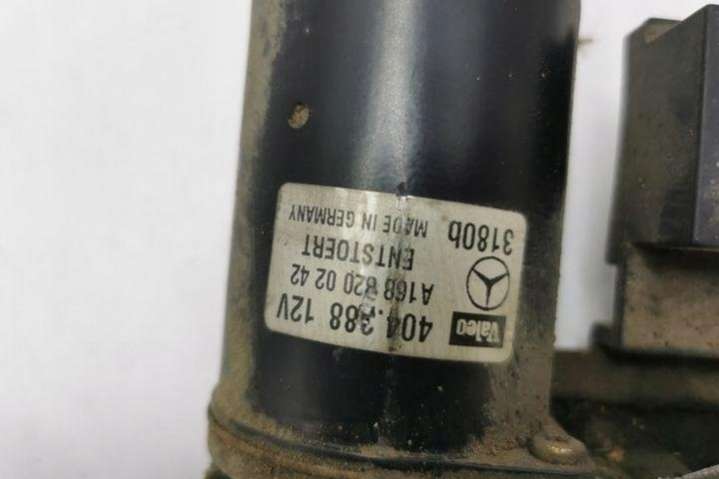 Valeo 404.388 12V
A168 820 02 42
ENTSTOERT
3180b MADE IN GERMANY